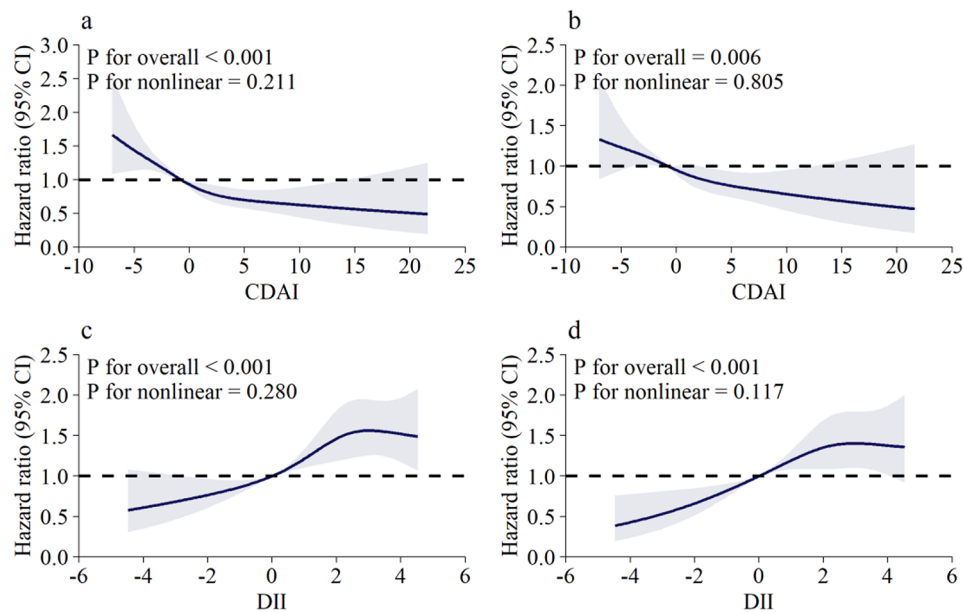 a
P for overall < 0.001
P for nonlinear = 0.211
Hazard ratio (95% CI)
3.0
2.5
2.0
1.5
1.0
0.5
0.0
-10 -5 0 5 10 15 20 25
CDAI
b
P for overall = 0.006
P for nonlinear = 0.805
Hazard ratio (95% CI)
2.5
2.0
1.5
1.0
0.5
0.0
-10 -5 0 5 10 15 20 25
CDAI
c
P for overall < 0.001
P for nonlinear = 0.280
Hazard ratio (95% CI)
2.5
2.0
1.5
1.0
0.5
0.0
-6 -4 -2 0 2 4 6
DII
d
P for overall < 0.001
P for nonlinear = 0.117
Hazard ratio (95% CI)
2.5
2.0
1.5
1.0
0.5
0.0
-6 -4 -2 0 2 4 6
DII